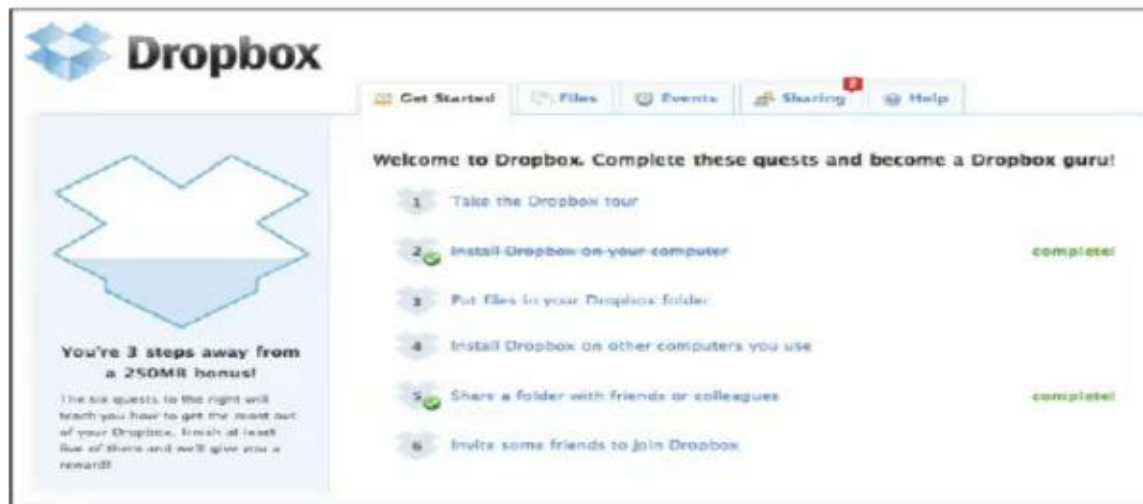 Dropbox
Get Started Files Events Sharing 2 Help
Welcome to Dropbox. Complete these quests and become a Dropbox guru!
1 Take the Dropbox tour
2 Install Dropbox on your computer complete!
3 Put files in your Dropbox folder
4 Install Dropbox on other computers you use
5 Share a folder with friends or colleagues complete!
6 Invite some friends to join Dropbox
You're 3 steps away from
a 250MB bonus!
The six quests to the right will
teach you how to get the most out
of your Dropbox. Finish at least
five of them and we'll give you a
reward!